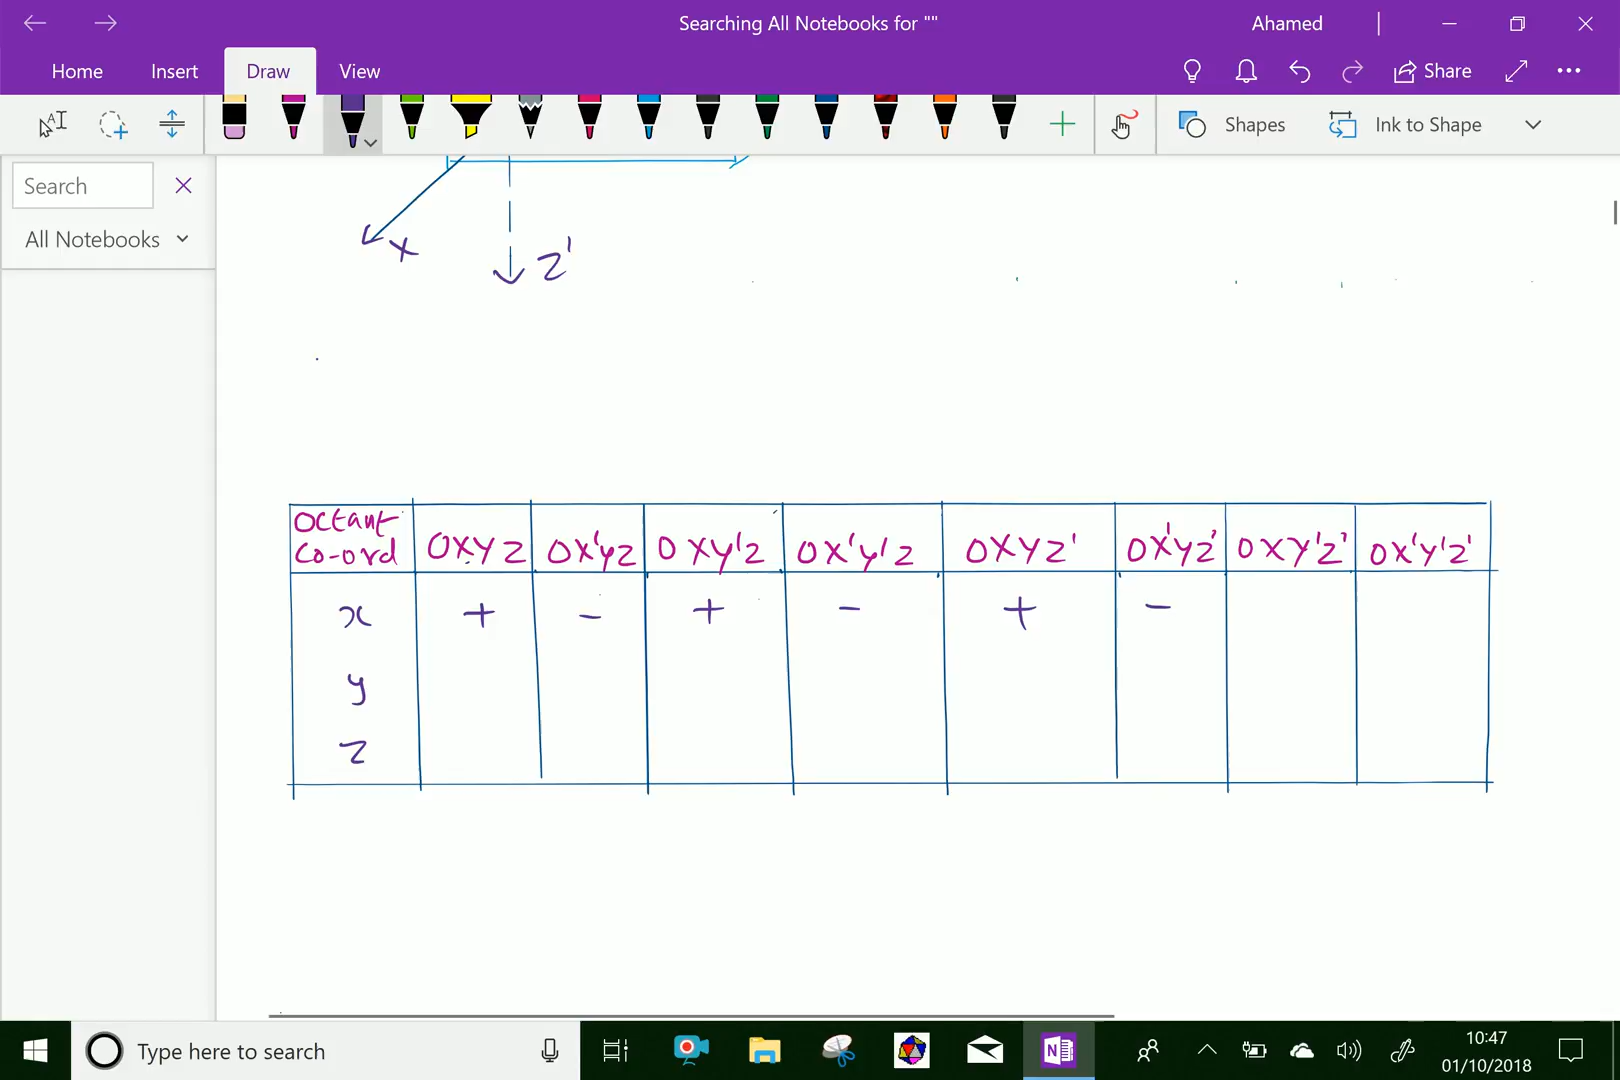 Searching All Notebooks for ""
Ahamed
Home
Insert
Draw
View
Share
Shapes
Ink to Shape
Search
All Notebooks
X
Z'
Octant
Co-ord
OXYZ
OX'YZ
OXY'Z
OX'Y'Z
OXYZ'
OX'YZ'
OXY'Z'
OX'Y'Z'
x + - + - + -
y
z
Type here to search
10:47
01/10/2018